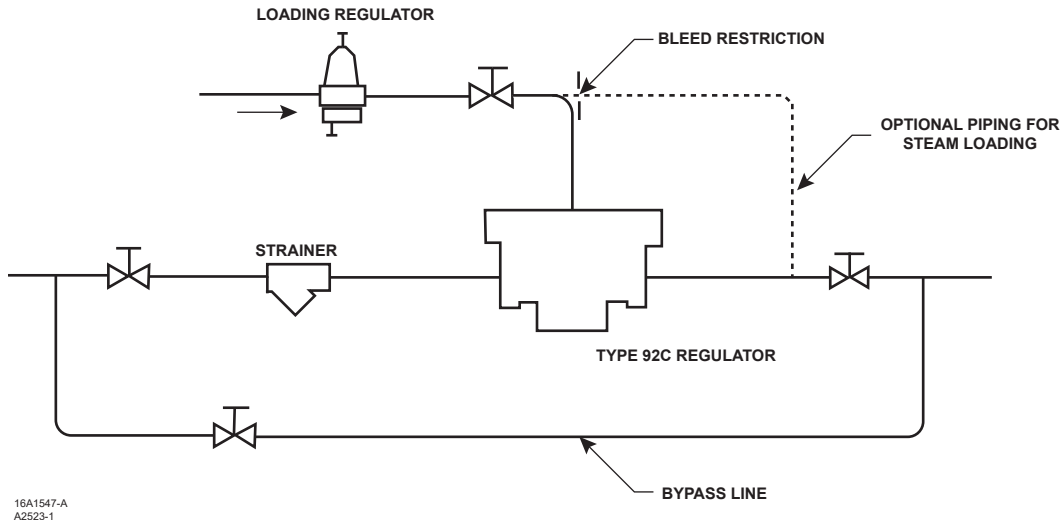 LOADING REGULATOR
BLEED RESTRICTION
OPTIONAL PIPING FOR
STEAM LOADING
STRAINER
TYPE 92C REGULATOR
BYPASS LINE
16A1547-A
A2523-1